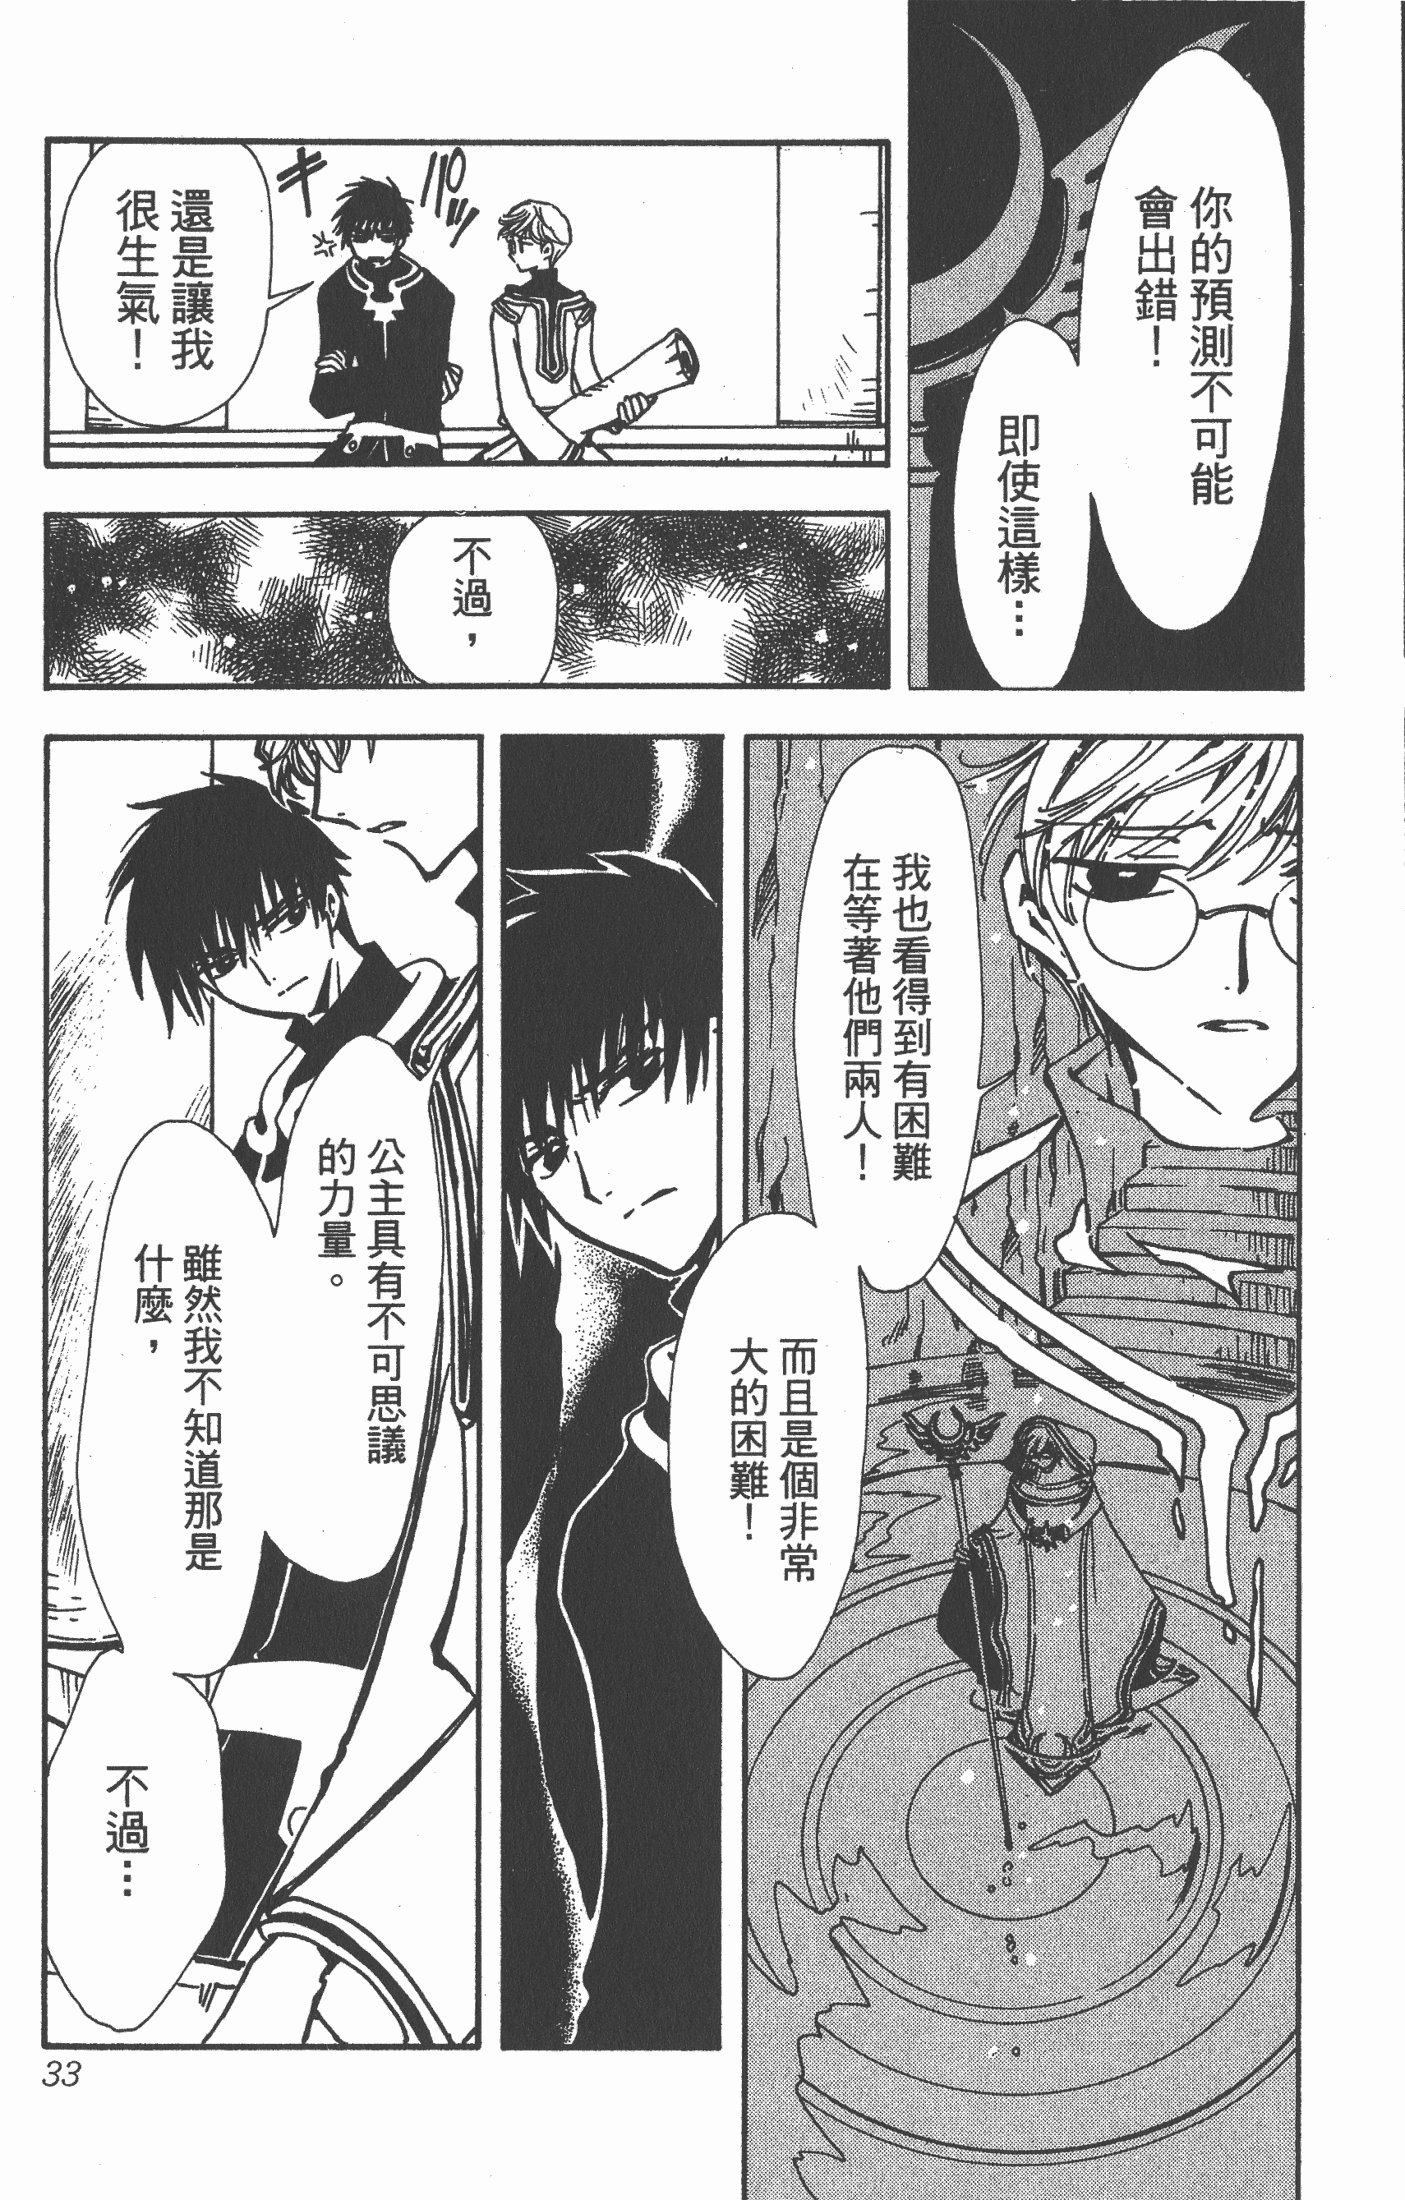 你的預測不可能
會出錯！
即使這樣…
還是讓我
很生氣！
キ
パッ
不過，
我也看得到有困難
在等著他們兩人！
而且是個非常
大的困難！
公主具有不可思議
的力量。
雖然我不知道那是
什麼，
不過…
33